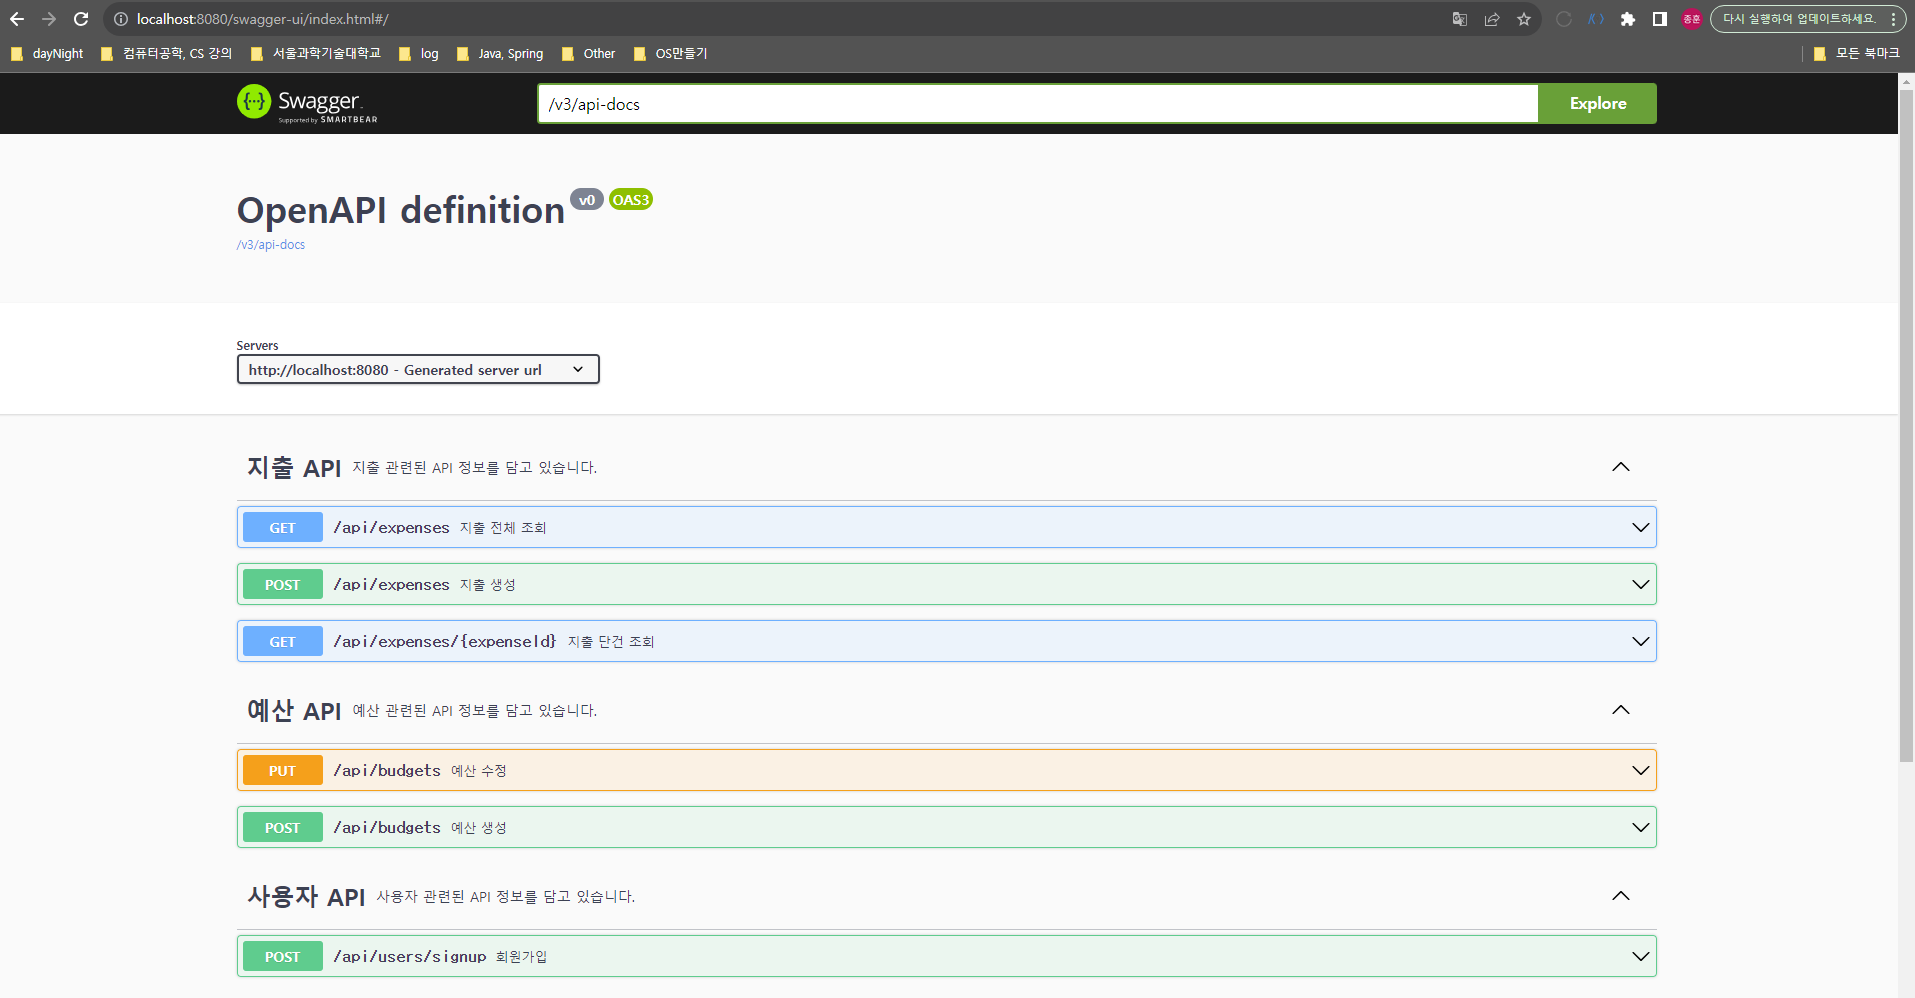 localhost:8080/swagger-ui/index.html#/
종훈
다시 실행하여 업데이트하세요.
dayNight 컴퓨터공학, CS 강의 서울과학기술대학교 log Java, Spring Other OS만들기 모든 북마크
Swagger.
Supported by SMARTBEAR
/v3/api-docs
Explore
OpenAPI definition v0 OAS3
/v3/api-docs
Servers
http://localhost:8080 - Generated server url
지출 API 지출 관련된 API 정보를 담고 있습니다.
GET /api/expenses 지출 전체 조회
POST /api/expenses 지출 생성
GET /api/expenses/{expenseId} 지출 단건 조회
예산 API 예산 관련된 API 정보를 담고 있습니다.
PUT /api/budgets 예산 수정
POST /api/budgets 예산 생성
사용자 API 사용자 관련된 API 정보를 담고 있습니다.
POST /api/users/signup 회원가입